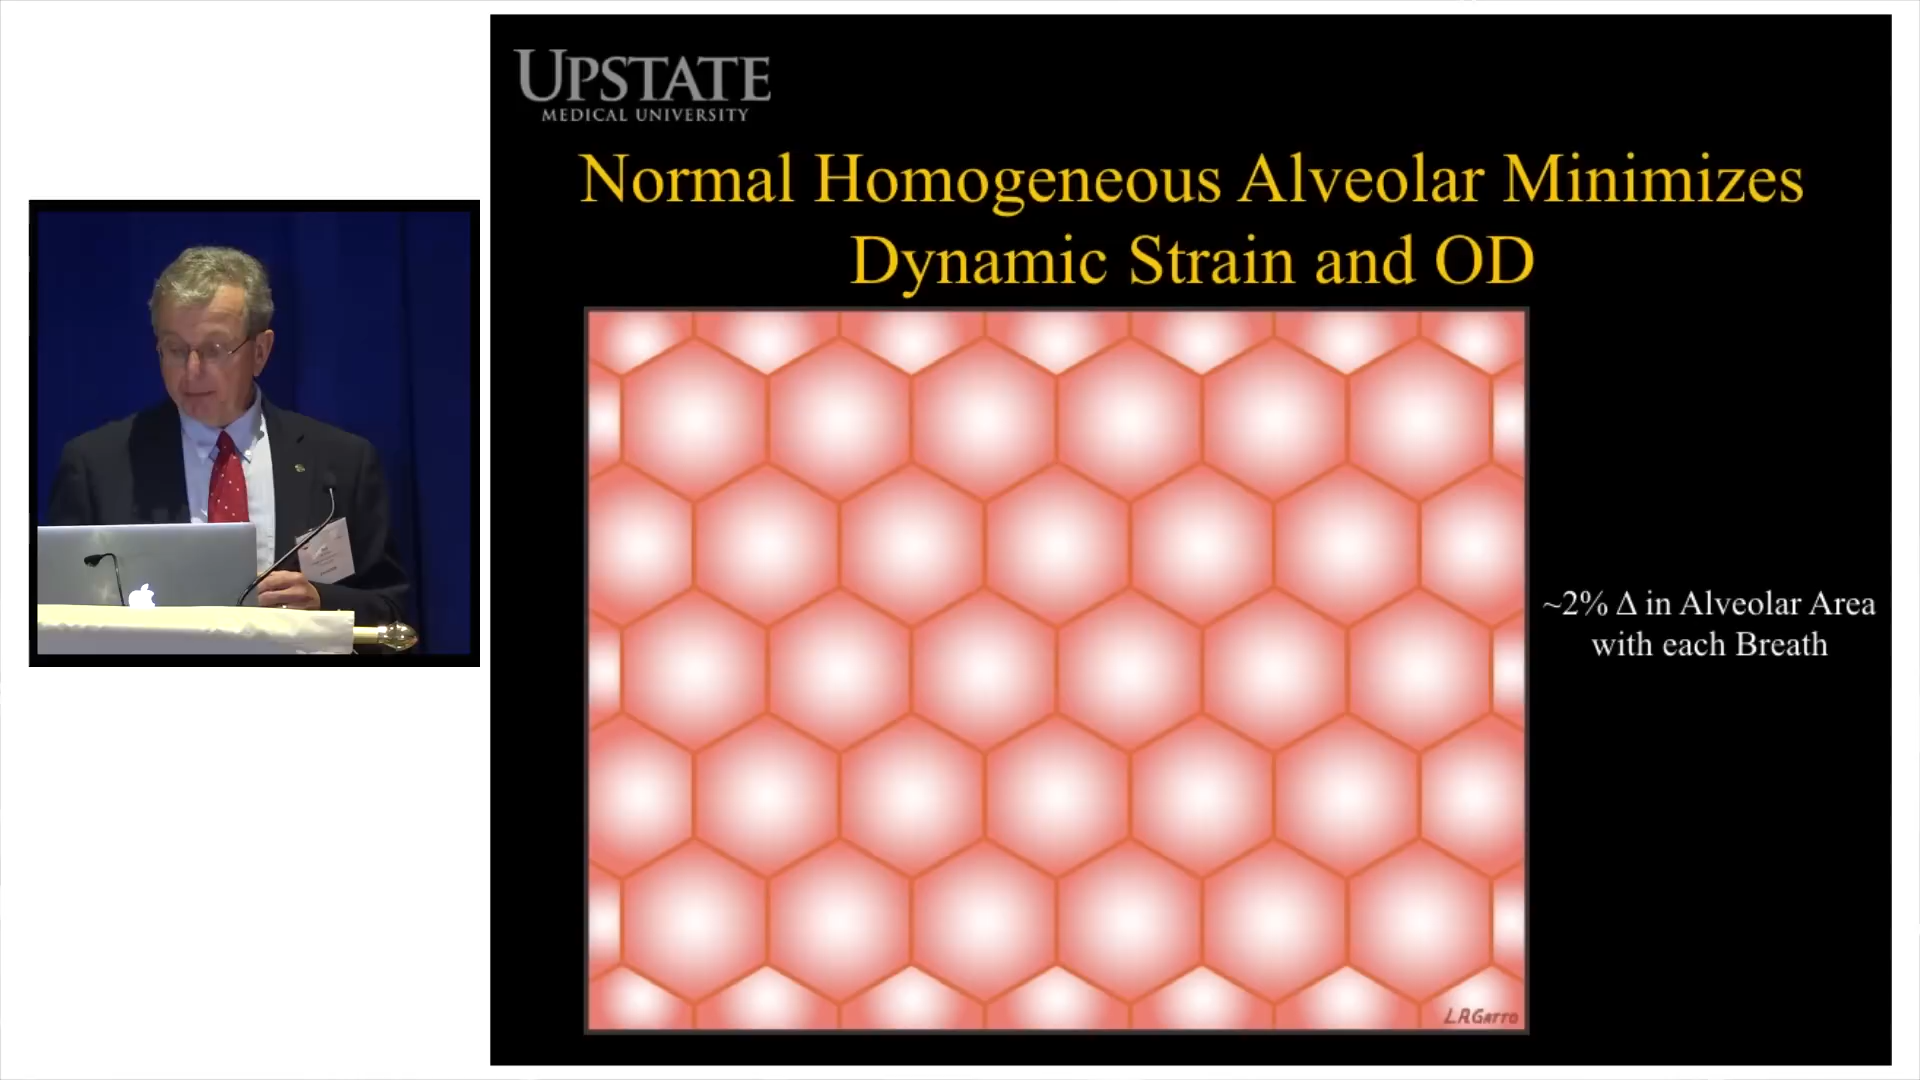 UPSTATE
MEDICAL UNIVERSITY
Normal Homogeneous Alveolar Minimizes
Dynamic Strain and OD
~2% Δ in Alveolar Area
with each Breath
L.R.GATTO